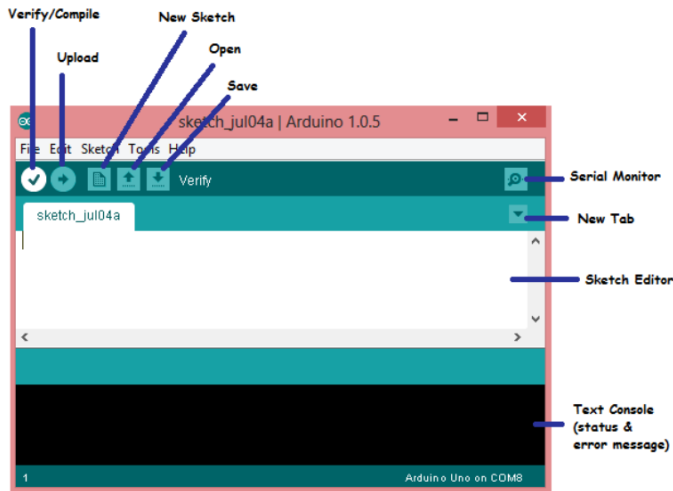 Verify/Compile
New Sketch
Upload
Open
Save
sketch_jul04a | Arduino 1.0.5
File Edit Sketch Tools Help
Verify
Serial Monitor
sketch_jul04a
New Tab
Sketch Editor
Text Console
(status &
error message)
1
Arduino Uno on COM8